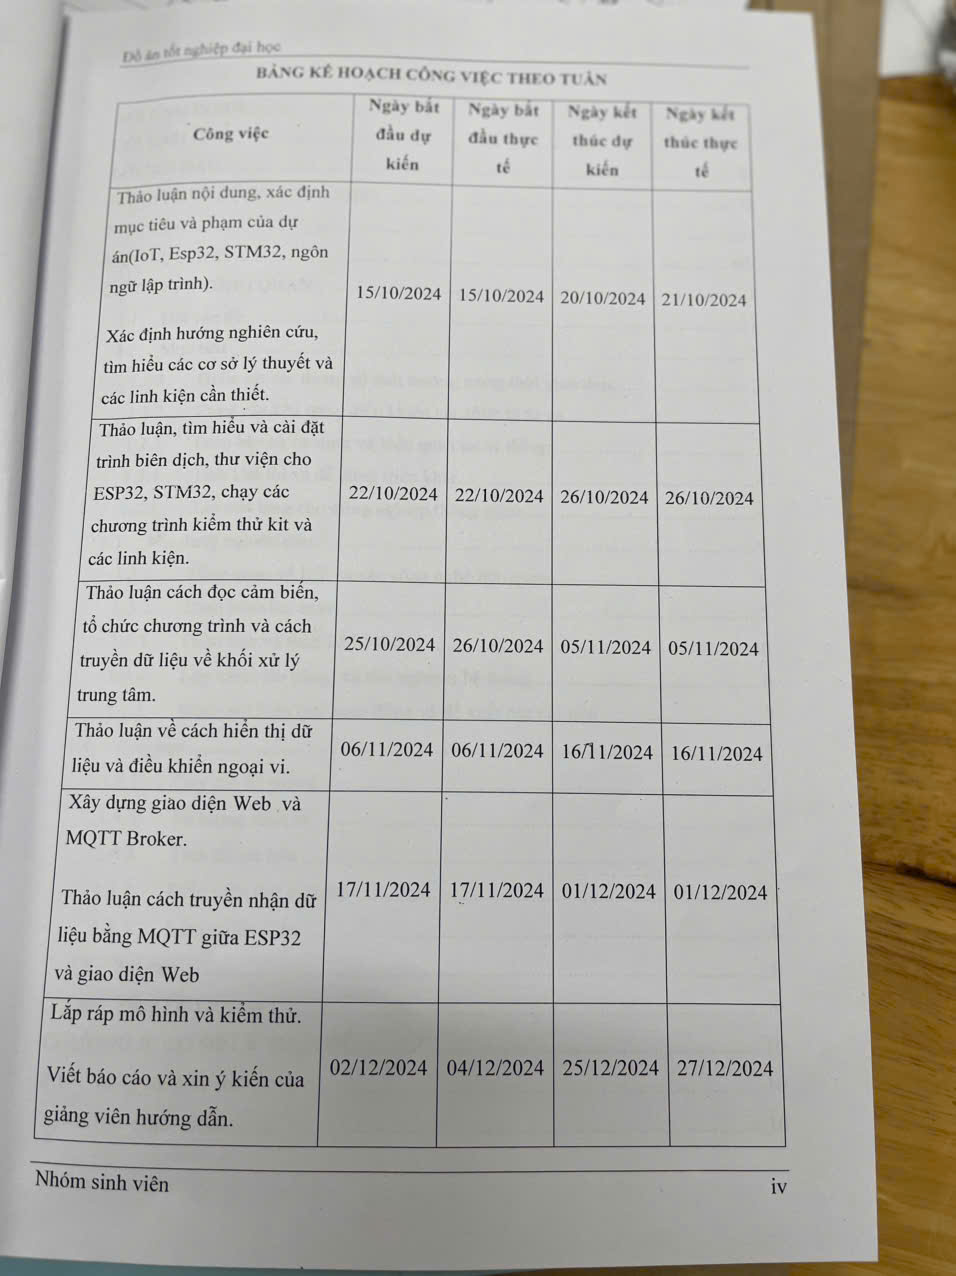 Đồ án tốt nghiệp đại học
BẢNG KẾ HOẠCH CÔNG VIỆC THEO TUẦN
Công việc
Ngày bắt
đầu dự
kiến
Ngày bắt
đầu thực
tế
Ngày kết
thúc dự
kiến
Ngày kết
thúc thực
tế
Thảo luận nội dung, xác định
mục tiêu và phạm của dự
án(IoT, Esp32, STM32, ngôn
ngữ lập trình).
Xác định hướng nghiên cứu,
tìm hiểu các cơ sở lý thuyết và
các linh kiện cần thiết.
15/10/2024 15/10/2024 20/10/2024 21/10/2024
Thảo luận, tìm hiểu và cài đặt
trình biên dịch, thư viện cho
ESP32, STM32, chạy các
chương trình kiểm thử kit và
các linh kiện.
22/10/2024 22/10/2024 26/10/2024 26/10/2024
Thảo luận cách đọc cảm biến,
tổ chức chương trình và cách
truyền dữ liệu về khối xử lý
trung tâm.
25/10/2024 26/10/2024 05/11/2024 05/11/2024
Thảo luận về cách hiển thị dữ
liệu và điều khiển ngoại vi.
06/11/2024 06/11/2024 16/11/2024 16/11/2024
Xây dựng giao diện Web và
MQTT Broker.
Thảo luận cách truyền nhận dữ
liệu bằng MQTT giữa ESP32
và giao diện Web
17/11/2024 17/11/2024 01/12/2024 01/12/2024
Lắp ráp mô hình và kiểm thử.
Viết báo cáo và xin ý kiến của
giảng viên hướng dẫn.
02/12/2024 04/12/2024 25/12/2024 27/12/2024
Nhóm sinh viên
iv